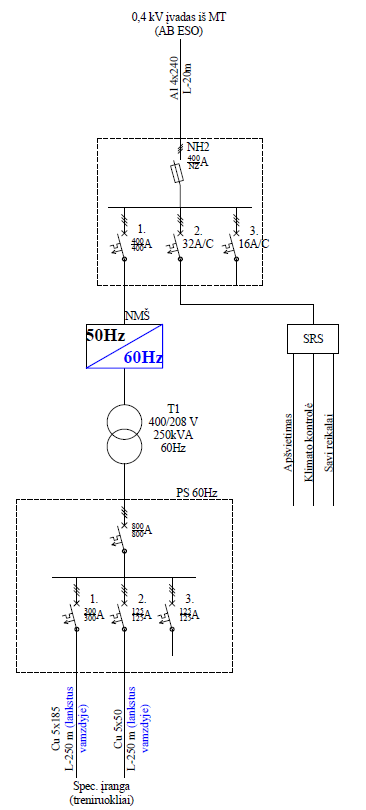 0,4 kV įvadas iš MT
(AB ESO)
Al 4x240
L-20m
NH2
400/N2 A
1.
400/400 A
2.
32A/C
3.
16A/C
NMŠ
50Hz
60Hz
SRS
T1
400/208 V
250kVA
60Hz
Apšvietimas
Klimato kontrolė
Savi reikalai
PS 60Hz
800/800 A
1.
300/300 A
2.
125/125 A
3.
125/125 A
Cu 5x185
L-250 m (lankstus
vamzdyje)
Cu 5x50
L-250 m (lankstus
vamzdyje)
Spec. įranga
(treniruokliai)